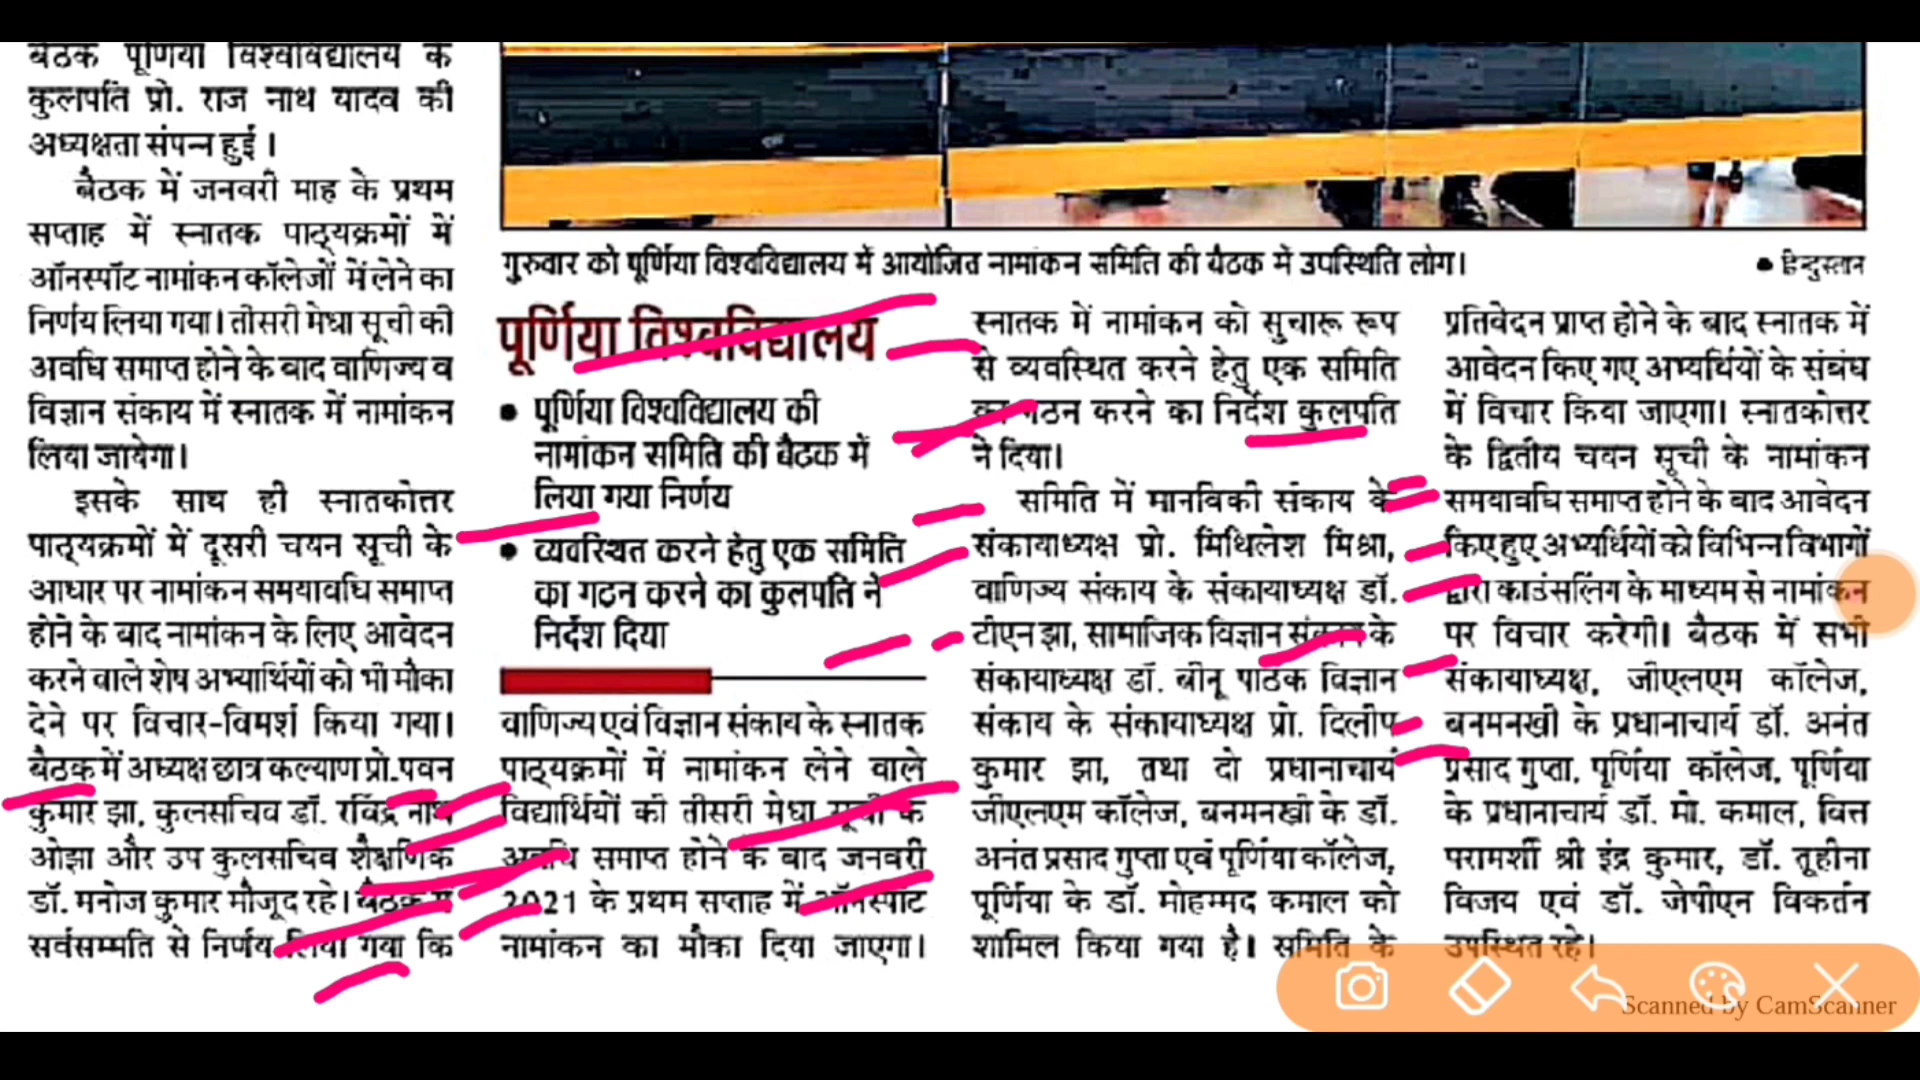 बैठक पूर्णिया विश्वविद्यालय के
कुलपति प्रो. राज नाथ यादव की
अध्यक्षता संपन्न हुई ।
बैठक में जनवरी माह के प्रथम
सप्ताह में स्नातक पाठ्यक्रमों में
ऑनस्पॉट नामांकन कॉलेजों में लेने का
निर्णय लिया गया। तीसरी मेधा सूची की
अवधि समाप्त होने के बाद वाणिज्य व
विज्ञान संकाय में स्नातक में नामांकन
लिया जायेगा।
इसके साथ ही स्नातकोत्तर
पाठ्यक्रमों में दूसरी चयन सूची के
आधार पर नामांकन समयावधि समाप्त
होने के बाद नामांकन के लिए आवेदन
करने वाले शेष अभ्यार्थियों को भी मौका
देने पर विचार-विमर्श किया गया।
बैठक में अध्यक्ष छात्र कल्याण प्रो. पवन
कुमार झा, कुलसचिव डॉ. रविंद्र नाथ
ओझा और उप कुलसचिव शैक्षणिक
डॉ. मनोज कुमार मौजूद रहे। बैठक में
सर्वसम्मति से निर्णय लिया गया कि
गुरुवार को पूर्णिया विश्वविद्यालय में आयोजित नामांकन समिति की बैठक में उपस्थिति लोग।
● हिन्दुस्तान
पूर्णिया विश्वविद्यालय
● पूर्णिया विश्वविद्यालय की
नामांकन समिति की बैठक में
लिया गया निर्णय
● व्यवस्थित करने हेतु एक समिति
का गठन करने का कुलपति ने
निर्देश दिया
वाणिज्य एवं विज्ञान संकाय के स्नातक
पाठ्यक्रमों में नामांकन लेंने वाले
विद्यार्थियों की तीसरी मेधा सूची के
अवधि समाप्त होने के बाद जनवरी
2021 के प्रथम सप्ताह में ऑनस्पॉट
नामांकन का मौका दिया जाएगा।
स्नातक में नामांकन को सुचारू रूप
से व्यवस्थित करने हेतु एक समिति
का गठन करने का निर्देश कुलपति
ने दिया।
समिति में मानविकी संकाय के
संकायाध्यक्ष प्रो. मिथिलेश मिश्रा,
वाणिज्य संकाय के संकायाध्यक्ष डॉ.
टीएन झा, सामाजिक विज्ञान संकाय के
संकायाध्यक्ष डॉ. बीनू पाठक विज्ञान
संकाय के संकायाध्यक्ष प्रो. दिलीप
कुमार झा, तथा दो प्रधानाचार्य
जीएलएम कॉलेज, बनमनखी के डॉ.
अनंत प्रसाद गुप्ता एवं पूर्णिया कॉलेज,
पूर्णिया के डॉ. मोहम्मद कमाल को
शामिल किया गया है। समिति के
प्रतिवेदन प्राप्त होने के बाद स्नातक में
आवेदन किए गए अभ्यर्थियों के संबंध
में विचार किया जाएगा। स्नातकोत्तर
के द्वितीय चयन सूची के नामांकन
समयावधि समाप्त होने के बाद आवेदन
किए हुए अभ्यर्थियों को विभिन्न विभागों
द्वारा काउंसलिंग के माध्यम से नामांकन
पर विचार करेगी। बैठक में सभी
संकायाध्यक्ष, जीएलएम कॉलेज,
बनमनखी के प्रधानाचार्य डॉ. अनंत
प्रसाद गुप्ता, पूर्णिया कॉलेज, पूर्णिया
के प्रधानाचार्य डॉ. मो. कमाल, वित्त
परामर्शी श्री इंद्र कुमार, डॉ. तूहीना
विजय एवं डॉ. जेपीएन विकर्तन
उपस्थित रहे।
Scanned by CamScanner